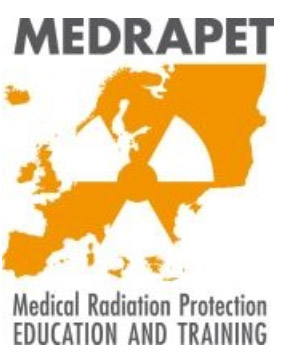 MEDRAPET
Medical Radiation Protection
EDUCATION AND TRAINING